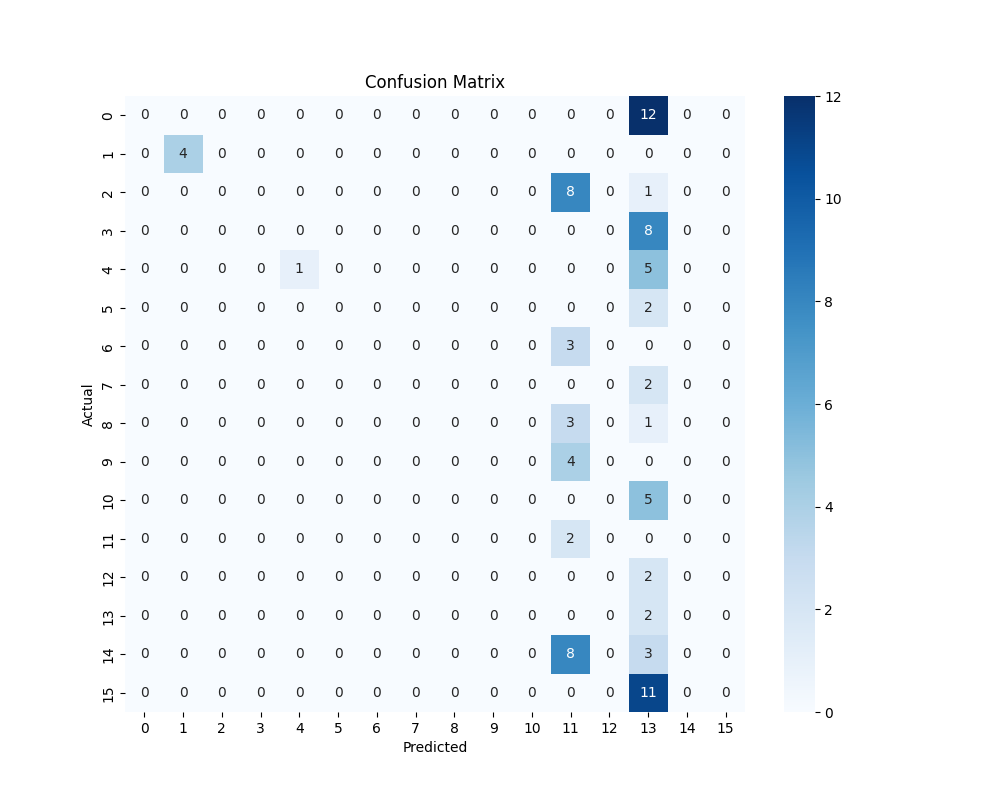 Confusion Matrix
0 0 0 0 0 0 0 0 0 0 0 0 0 0 12 0 0
1 0 4 0 0 0 0 0 0 0 0 0 0 0 0 0 0
2 0 0 0 0 0 0 0 0 0 0 0 8 0 1 0 0
3 0 0 0 0 0 0 0 0 0 0 0 0 0 8 0 0
4 0 0 0 0 1 0 0 0 0 0 0 0 0 5 0 0
5 0 0 0 0 0 0 0 0 0 0 0 0 0 2 0 0
6 0 0 0 0 0 0 0 0 0 0 0 3 0 0 0 0
7 0 0 0 0 0 0 0 0 0 0 0 0 0 2 0 0
8 0 0 0 0 0 0 0 0 0 0 0 3 0 1 0 0
9 0 0 0 0 0 0 0 0 0 0 0 4 0 0 0 0
10 0 0 0 0 0 0 0 0 0 0 0 0 0 5 0 0
11 0 0 0 0 0 0 0 0 0 0 0 2 0 0 0 0
12 0 0 0 0 0 0 0 0 0 0 0 0 0 2 0 0
13 0 0 0 0 0 0 0 0 0 0 0 0 0 2 0 0
14 0 0 0 0 0 0 0 0 0 0 0 8 0 3 0 0
15 0 0 0 0 0 0 0 0 0 0 0 0 0 11 0 0
0 1 2 3 4 5 6 7 8 9 10 11 12 13 14 15
Predicted
Actual
12
10
8
6
4
2
0